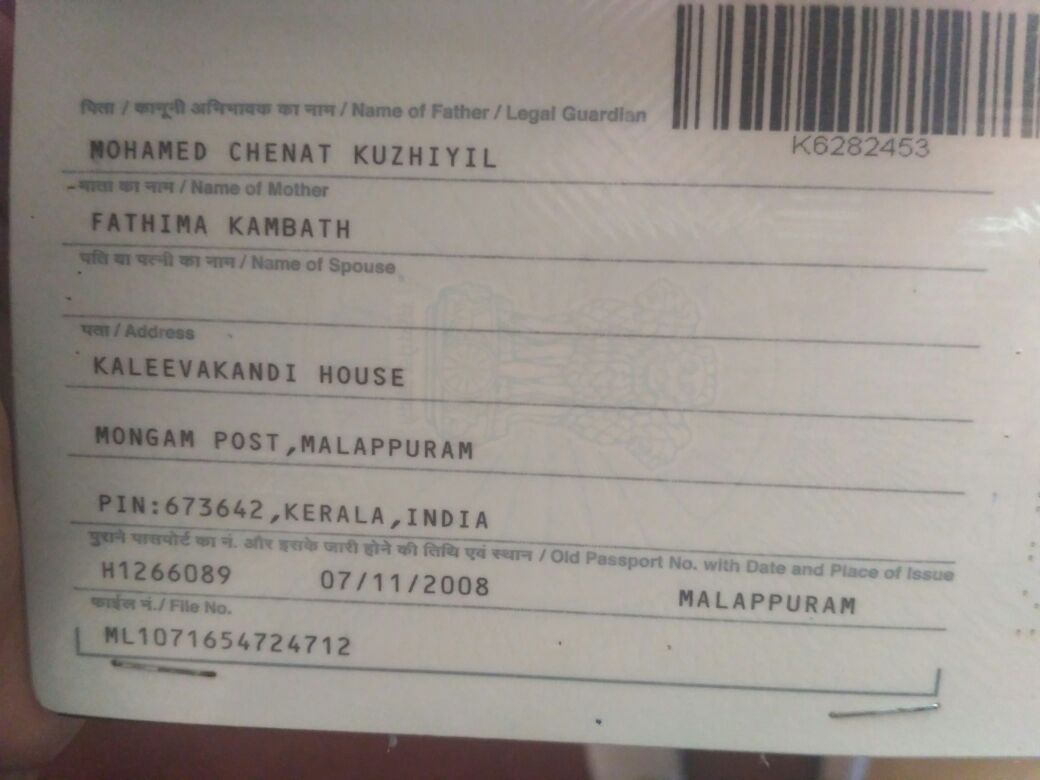 K6282453
पिता / कानूनी अभिभावक का नाम / Name of Father / Legal Guardian
MOHAMED CHENAT KUZHIYIL
माता का नाम / Name of Mother
FATHIMA KAMBATH
पति या पत्नी का नाम / Name of Spouse
पता / Address
KALEEVAKANDI HOUSE
MONGAM POST,MALAPPURAM
PIN:673642,KERALA,INDIA
पुराने पासपोर्ट का नं. और इसके जारी होने की तिथि एवं स्थान / Old Passport No. with Date and Place of Issue
H1266089 07/11/2008 MALAPPURAM
फाईल नं./ File No.
ML1071654724712